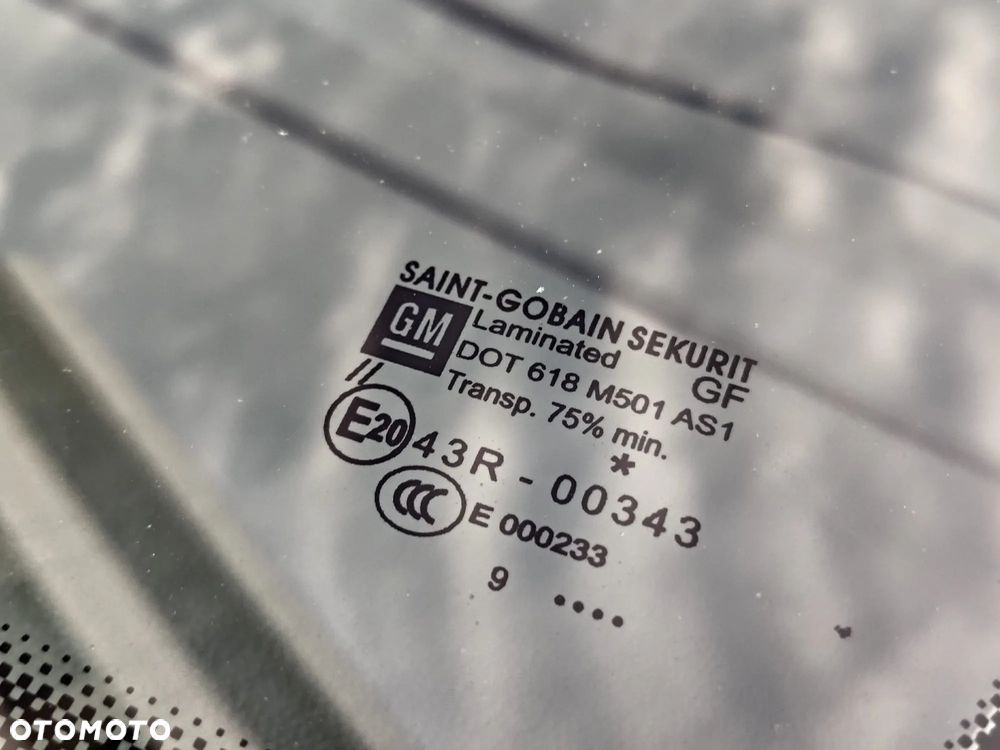 SAINT-GOBAIN SEKURIT
GM
Laminated GF
DOT 618 M501 AS1
Transp. 75% min.
*
//
E20 43R - 00343
CCC E 000233
9 ....
OTOMOTO